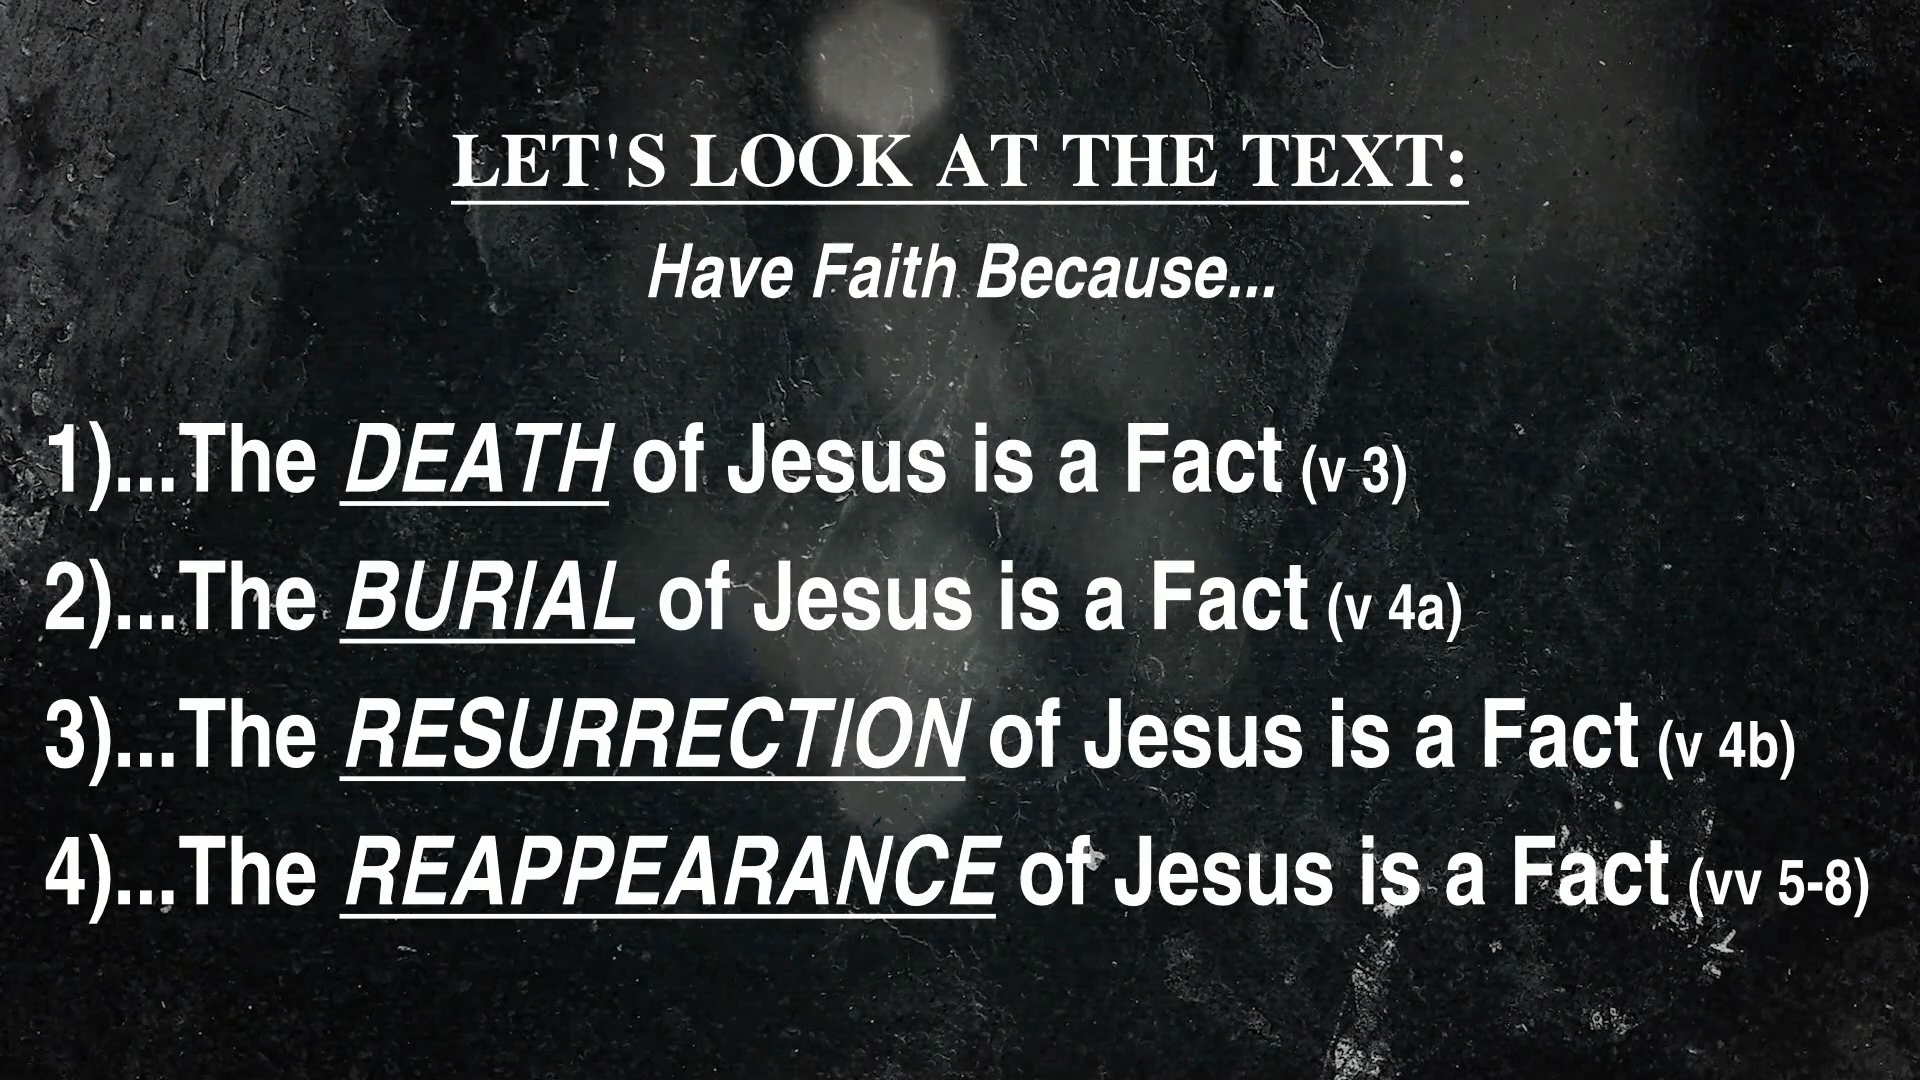 LET'S LOOK AT THE TEXT:
Have Faith Because...
1)...The DEATH of Jesus is a Fact (v 3)
2)...The BURIAL of Jesus is a Fact (v 4a)
3)...The RESURRECTION of Jesus is a Fact (v 4b)
4)...The REAPPEARANCE of Jesus is a Fact (vv 5-8)